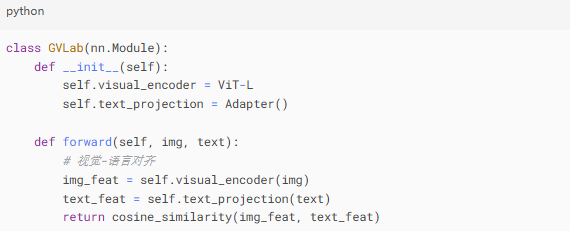 python
class GVLab(nn.Module):
    def __init__(self):
        self.visual_encoder = ViT-L
        self.text_projection = Adapter()
    def forward(self, img, text):
        # 视觉-语言对齐
        img_feat = self.visual_encoder(img)
        text_feat = self.text_projection(text)
        return cosine_similarity(img_feat, text_feat)